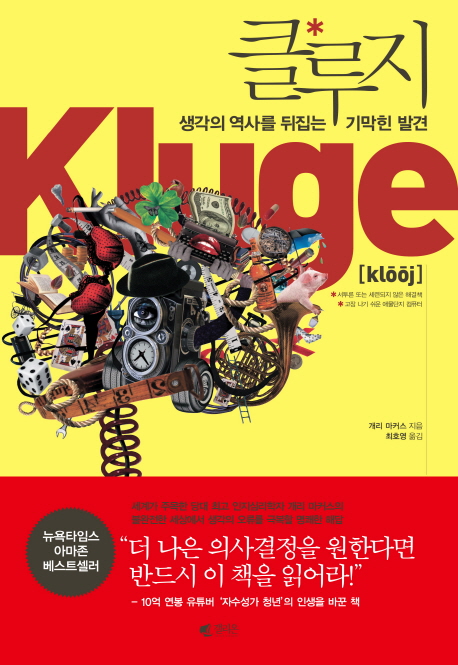 클루지
생각의 역사를 뒤집는 기막힌 발견
Kluge
[klōōj]
*서투른 또는 세련되지 않은 해결책
*고장 나기 쉬운 애물단지 컴퓨터
개리 마커스 지음
최호영 옮김
뉴욕타임스
아마존
베스트셀러
“더 나은 의사결정을 원한다면
반드시 이 책을 읽어라!”
– 10억 연봉 유튜버 ‘자수성가 청년’의 인생을 바꾼 책